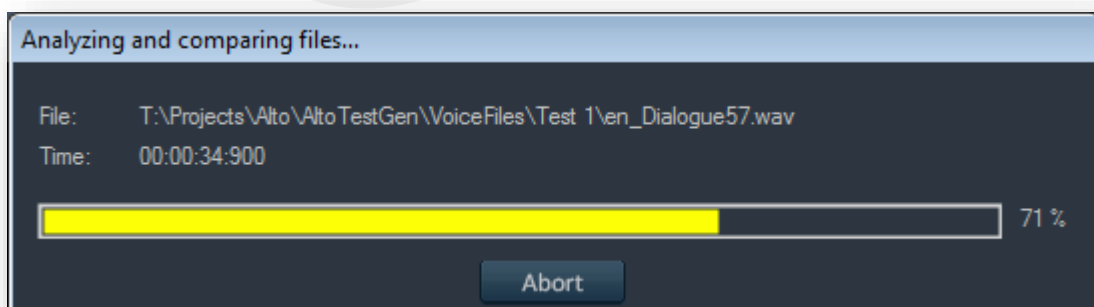 Analyzing and comparing files...
File: T:\Projects\Alto\AltoTestGen\VoiceFiles\Test 1\en_Dialogue57.wav
Time: 00:00:34:900
71 %
Abort